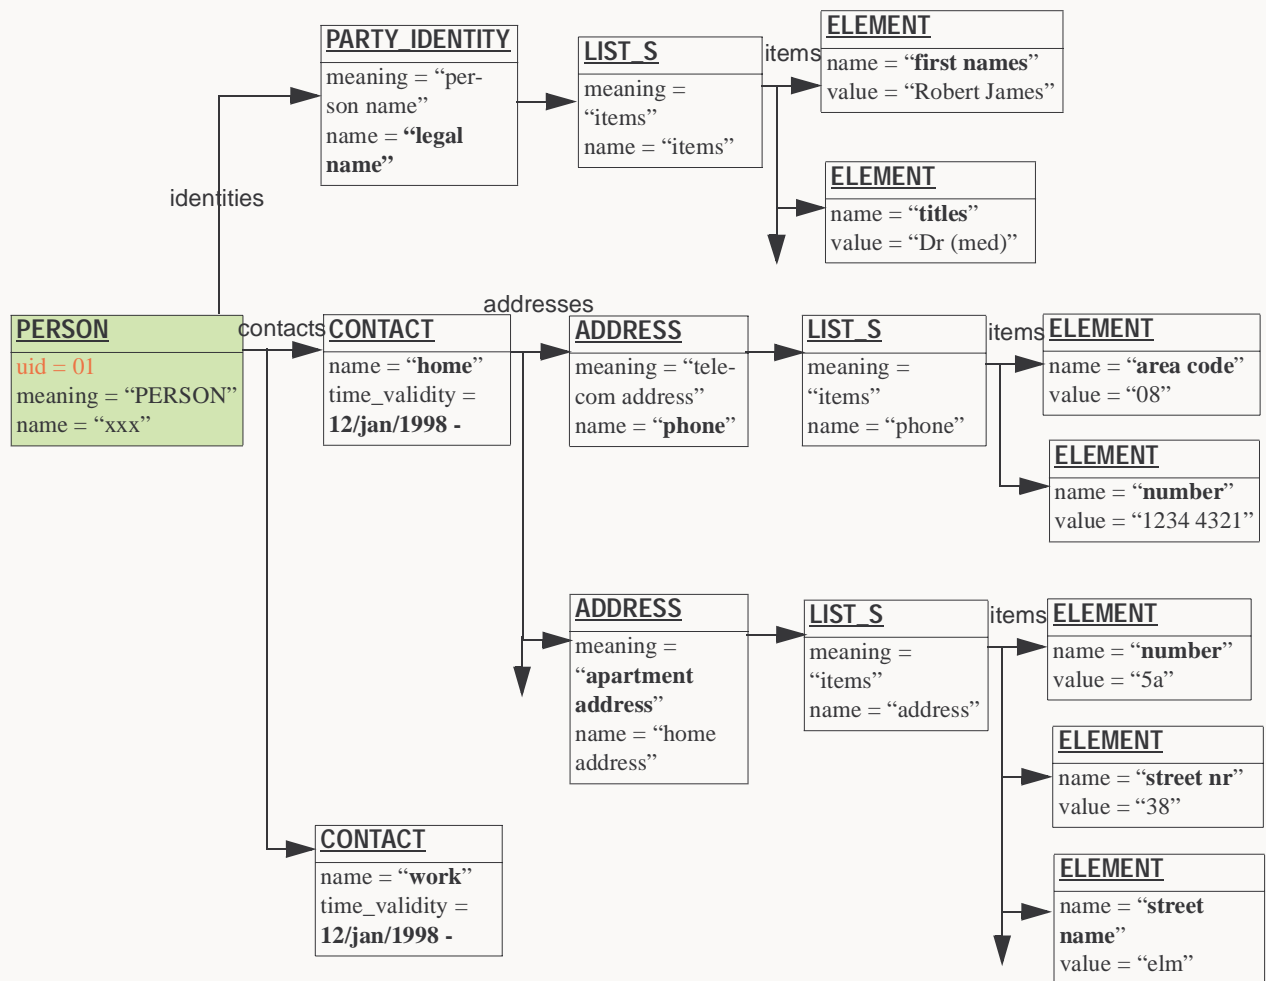 PARTY_IDENTITY
meaning = “per-
son name”
name = “legal
name”
LIST_S
meaning =
“items”
name = “items”
items
ELEMENT
name = “first names”
value = “Robert James”
ELEMENT
name = “titles”
value = “Dr (med)”
identities
PERSON
uid = 01
meaning = “PERSON”
name = “xxx”
contacts
CONTACT
name = “home”
time_validity =
12/jan/1998 -
addresses
ADDRESS
meaning = “tele-
com address”
name = “phone”
LIST_S
meaning =
“items”
name = “phone”
items
ELEMENT
name = “area code”
value = “08”
ELEMENT
name = “number”
value = “1234 4321”
ADDRESS
meaning =
“apartment
address”
name = “home
address”
LIST_S
meaning =
“items”
name = “address”
items
ELEMENT
name = “number”
value = “5a”
ELEMENT
name = “street nr”
value = “38”
ELEMENT
name = “street
name”
value = “elm”
CONTACT
name = “work”
time_validity =
12/jan/1998 -